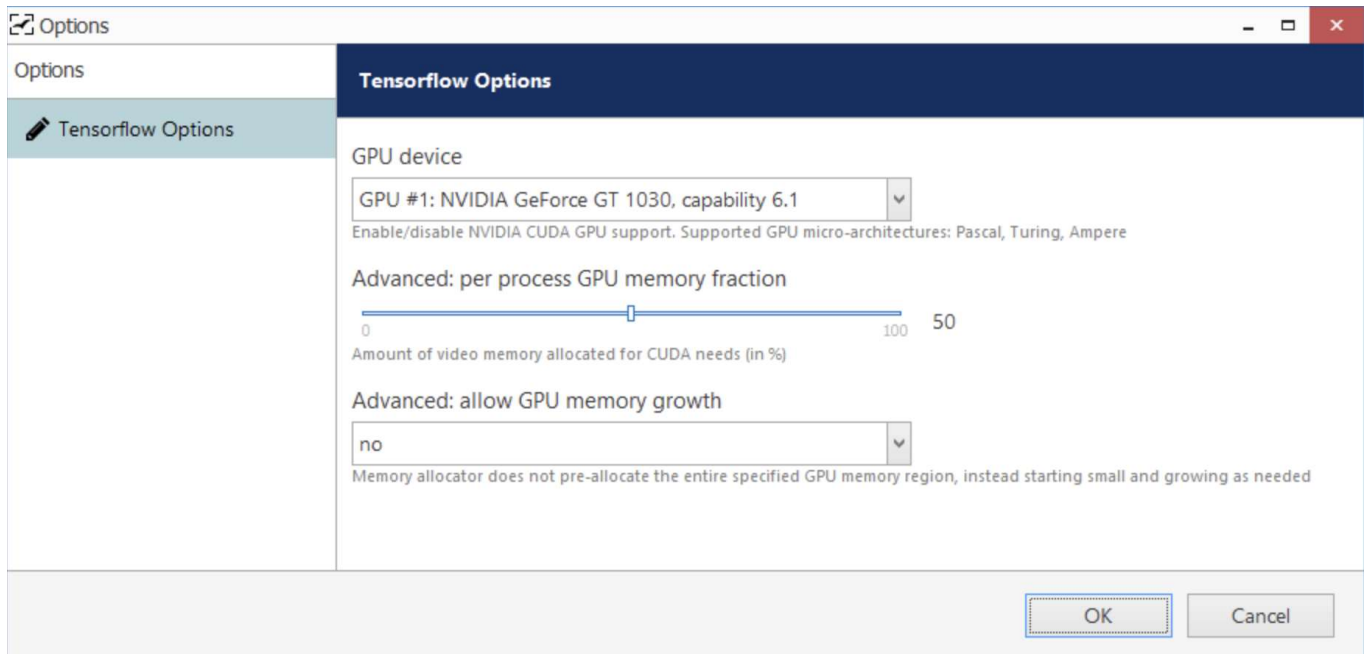 Options
Options
Tensorflow Options
Tensorflow Options
GPU device
GPU #1: NVIDIA GeForce GT 1030, capability 6.1
Enable/disable NVIDIA CUDA GPU support. Supported GPU micro-architectures: Pascal, Turing, Ampere
Advanced: per process GPU memory fraction
0 100 50
Amount of video memory allocated for CUDA needs (in %)
Advanced: allow GPU memory growth
no
Memory allocator does not pre-allocate the entire specified GPU memory region, instead starting small and growing as needed
OK Cancel